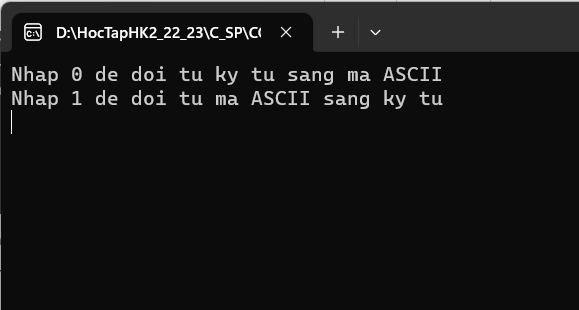 D:\HocTapHK2_22_23\C_SP\CC
Nhap 0 de doi tu ky tu sang ma ASCII
Nhap 1 de doi tu ma ASCII sang ky tu